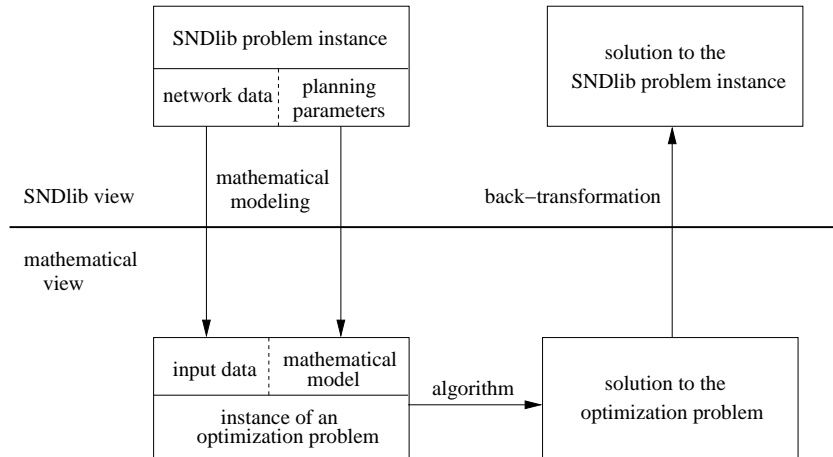 SNDlib problem instance
network data
planning
parameters
solution to the
SNDlib problem instance
mathematical
modeling
SNDlib view
back−transformation
mathematical
view
input data
mathematical
model
instance of an
optimization problem
algorithm
solution to the
optimization problem